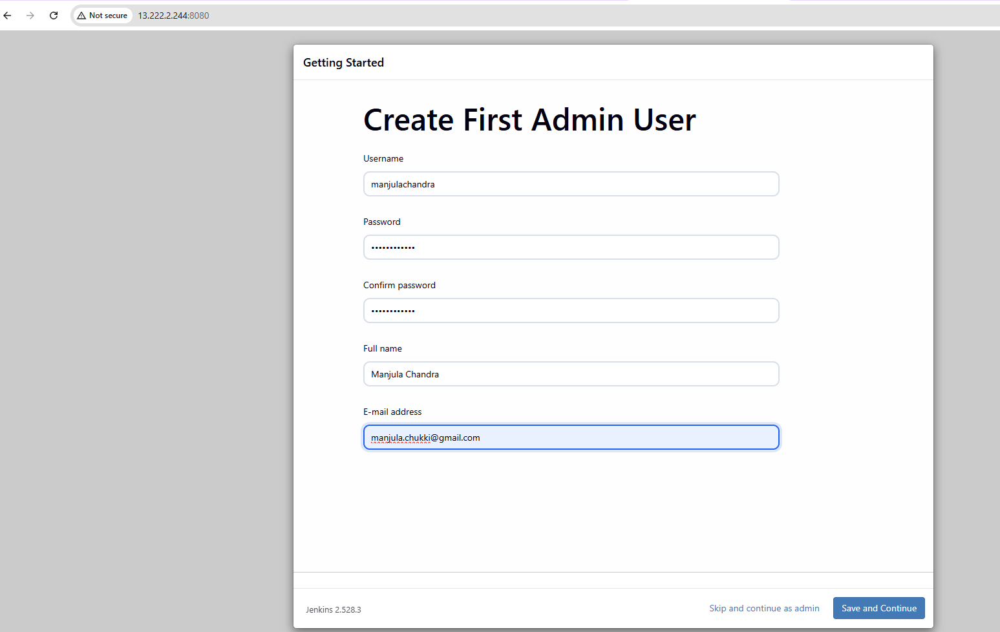 Not secure 13.222.2.244:8080
Getting Started
Create First Admin User
Username
manjulachandra
Password
••••••••••••
Confirm password
••••••••••••
Full name
Manjula Chandra
E-mail address
manjula.chukki@gmail.com
Jenkins 2.528.3 Skip and continue as admin Save and Continue